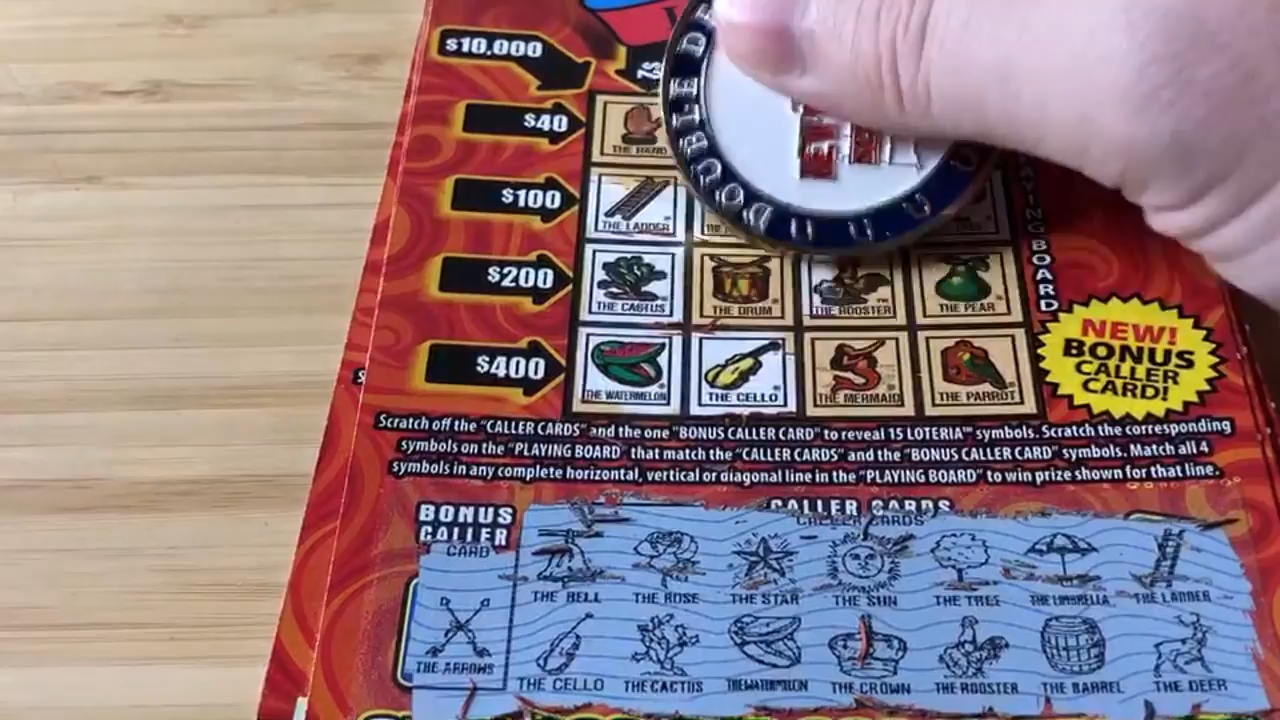 $10,000
$40
THE HAND
$100
THE LADDER
$200
THE CACTUS
THE DRUM
THE ROOSTER
THE PEAR
BOARD
$400
THE WATERMELON
THE CELLO
THE MERMAID
THE PARROT
NEW!
BONUS
CALLER
CARD!
DOUBLE
Scratch off the "CALLER CARDS" and the one "BONUS CALLER CARD" to reveal 15 LOTERIA™ symbols. Scratch the corresponding
symbols on the "PLAYING BOARD" that match the "CALLER CARDS" and the "BONUS CALLER CARD" symbols. Match all 4
symbols in any complete horizontal, vertical or diagonal line in the "PLAYING BOARD" to win prize shown for that line.
BONUS
CALLER
CARD
CALLER CARDS
CALLER CARDS
THE BELL
THE ROSE
THE STAR
THE SUN
THE TREE
THE UMBRELLA
THE LADDER
THE ARROWS
THE CELLO
THE CACTUS
THE WATERMELON
THE CROWN
THE ROOSTER
THE BARREL
THE DEER